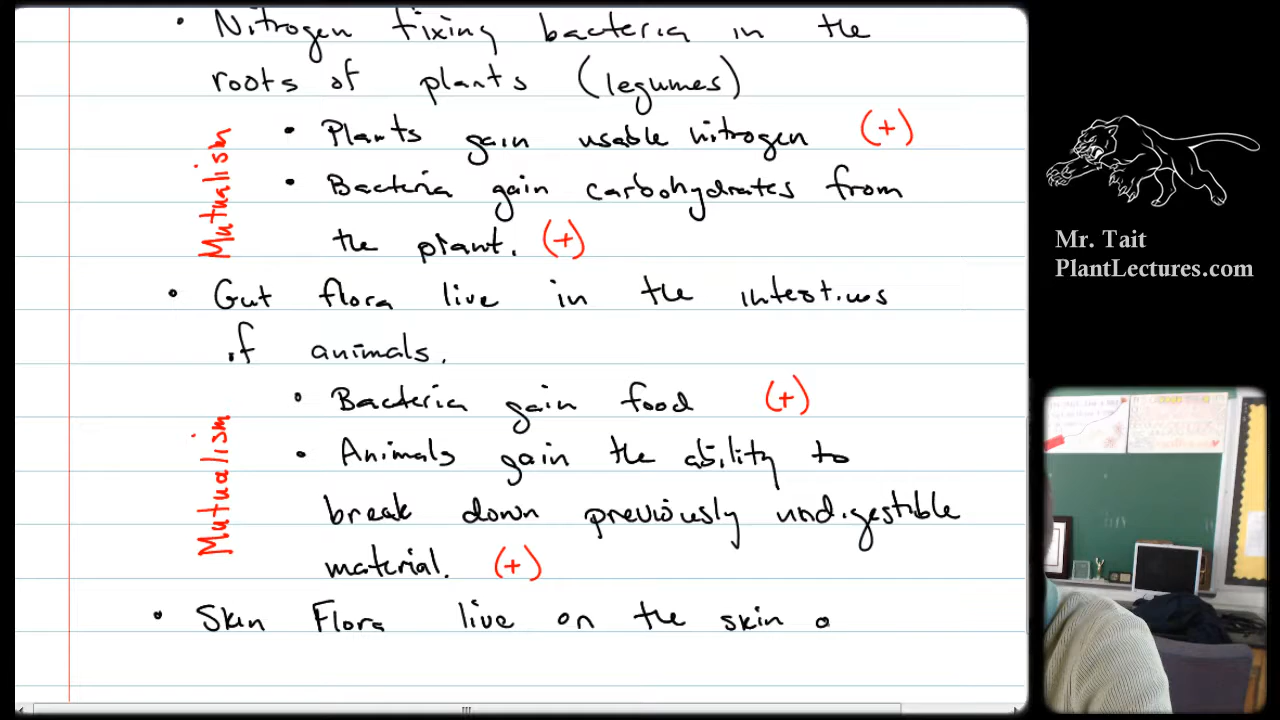 • Nitrogen fixing bacteria in the
roots of plants (legumes)
Mutualism
• Plants gain usable nitrogen (+)
• Bacteria gain carbohydrates from
the plant. (+)
• Gut flora live in the intestines
of animals.
Mutualism
• Bacteria gain food (+)
• Animals gain the ability to
break down previously undigestible
material. (+)
• Skin Flora live on the skin o
Mr. Tait
PlantLectures.com